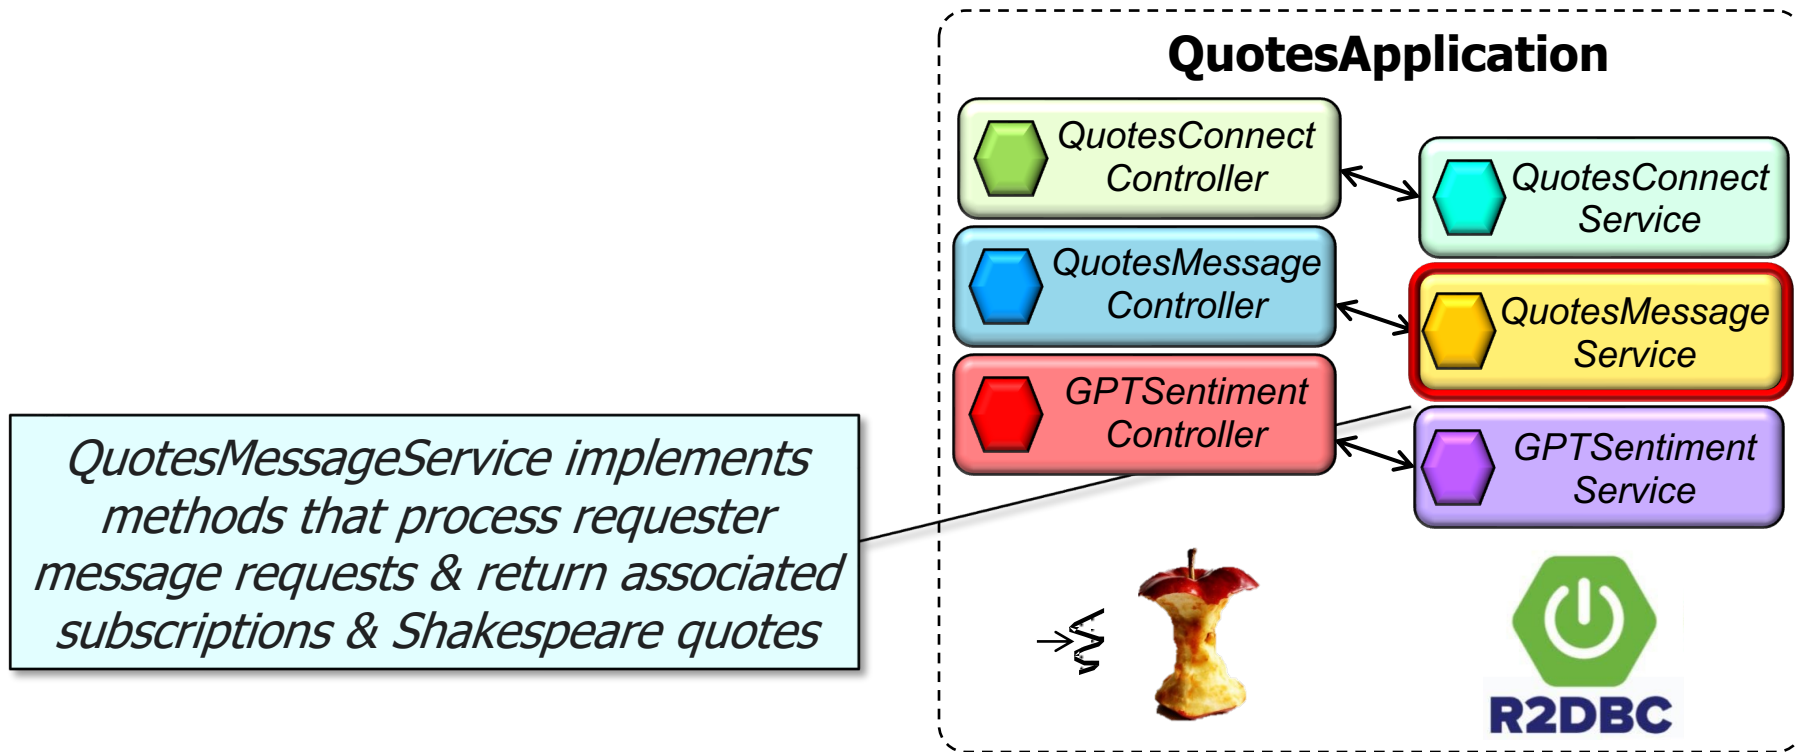 QuotesApplication
QuotesConnect
Controller
QuotesConnect
Service
QuotesMessage
Controller
QuotesMessage
Service
GPTSentiment
Controller
GPTSentiment
Service
QuotesMessageService implements
methods that process requester
message requests & return associated
subscriptions & Shakespeare quotes
R2DBC